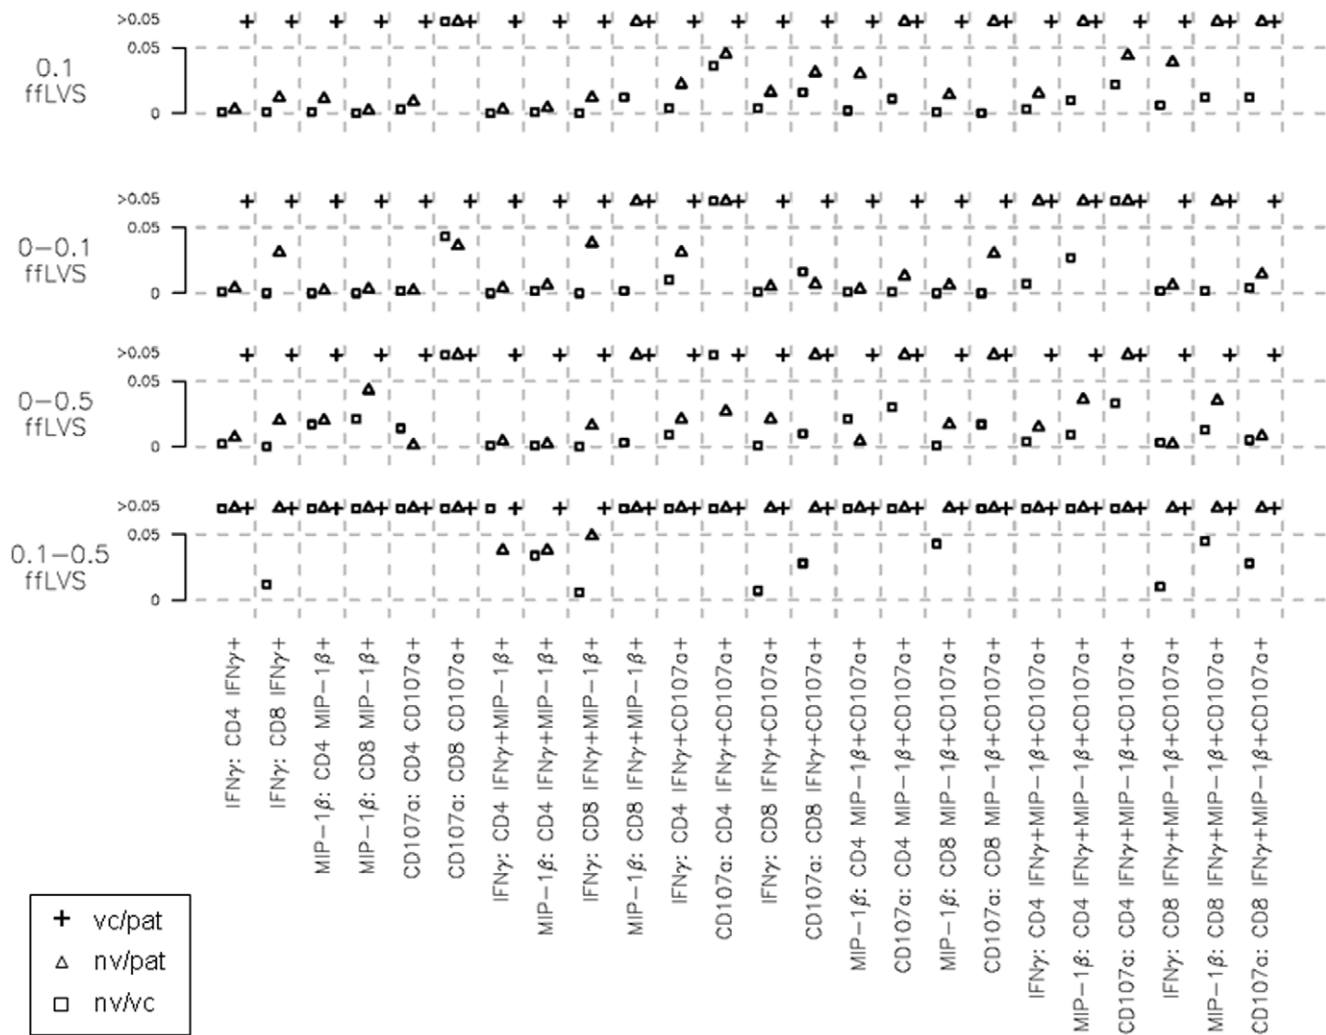 >0.05
0.05
0.1
ffLVS
0
>0.05
0.05
0−0.1
ffLVS
0
>0.05
0.05
0−0.5
ffLVS
0
>0.05
0.05
0.1−0.5
ffLVS
0
IFNγ: CD4 IFNγ+
IFNγ: CD8 IFNγ+
MIP−1β: CD4 MIP−1β+
MIP−1β: CD8 MIP−1β+
CD107a: CD4 CD107a+
CD107a: CD8 CD107a+
IFNγ: CD4 IFNγ+MIP−1β+
MIP−1β: CD4 IFNγ+MIP−1β+
IFNγ: CD8 IFNγ+MIP−1β+
MIP−1β: CD8 IFNγ+MIP−1β+
IFNγ: CD4 IFNγ+CD107a+
CD107a: CD4 IFNγ+CD107a+
IFNγ: CD8 IFNγ+CD107a+
CD107a: CD8 IFNγ+CD107a+
MIP−1β: CD4 MIP−1β+CD107a+
CD107a: CD4 MIP−1β+CD107a+
MIP−1β: CD8 MIP−1β+CD107a+
CD107a: CD8 MIP−1β+CD107a+
IFNγ: CD4 IFNγ+MIP−1β+CD107a+
MIP−1β: CD4 IFNγ+MIP−1β+CD107a+
CD107a: CD4 IFNγ+MIP−1β+CD107a+
IFNγ: CD8 IFNγ+MIP−1β+CD107a+
MIP−1β: CD8 IFNγ+MIP−1β+CD107a+
CD107a: CD8 IFNγ+MIP−1β+CD107a+
vc/pat
nv/pat
nv/vc